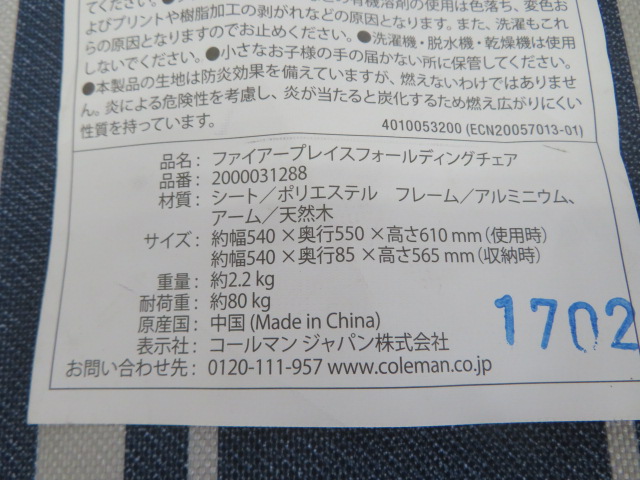 てください。
の有機溶剤の使用は色落ち、変色お
よびプリントや樹脂加工の剥がれなどの原因となります。また、洗濯もこれ
らの原因となりますのでお止めください。●洗濯機・脱水機・乾燥機は使用
しないでください。●小さなお子様の手の届かない所に保管してください。
●本製品の生地は防炎効果を備えていますが、燃えないわけではありませ
ん。炎による危険性を考慮し、炎が当たると炭化するため燃え広がりにくい
性質を持っています。
4010053200 (ECN20057013-01)
品名：ファイアープレイスフォールディングチェア
品番：2000031288
材質：シート／ポリエステル　フレーム／アルミニウム、
アーム／天然木
サイズ：約幅540×奥行550×高さ610 mm（使用時）
約幅540×奥行85×高さ565 mm（収納時）
重量：約2.2 kg
耐荷重：約80 kg
原産国：中国 (Made in China)
表示社：コールマン ジャパン株式会社
お問い合わせ先：0120-111-957 www.coleman.co.jp
1702